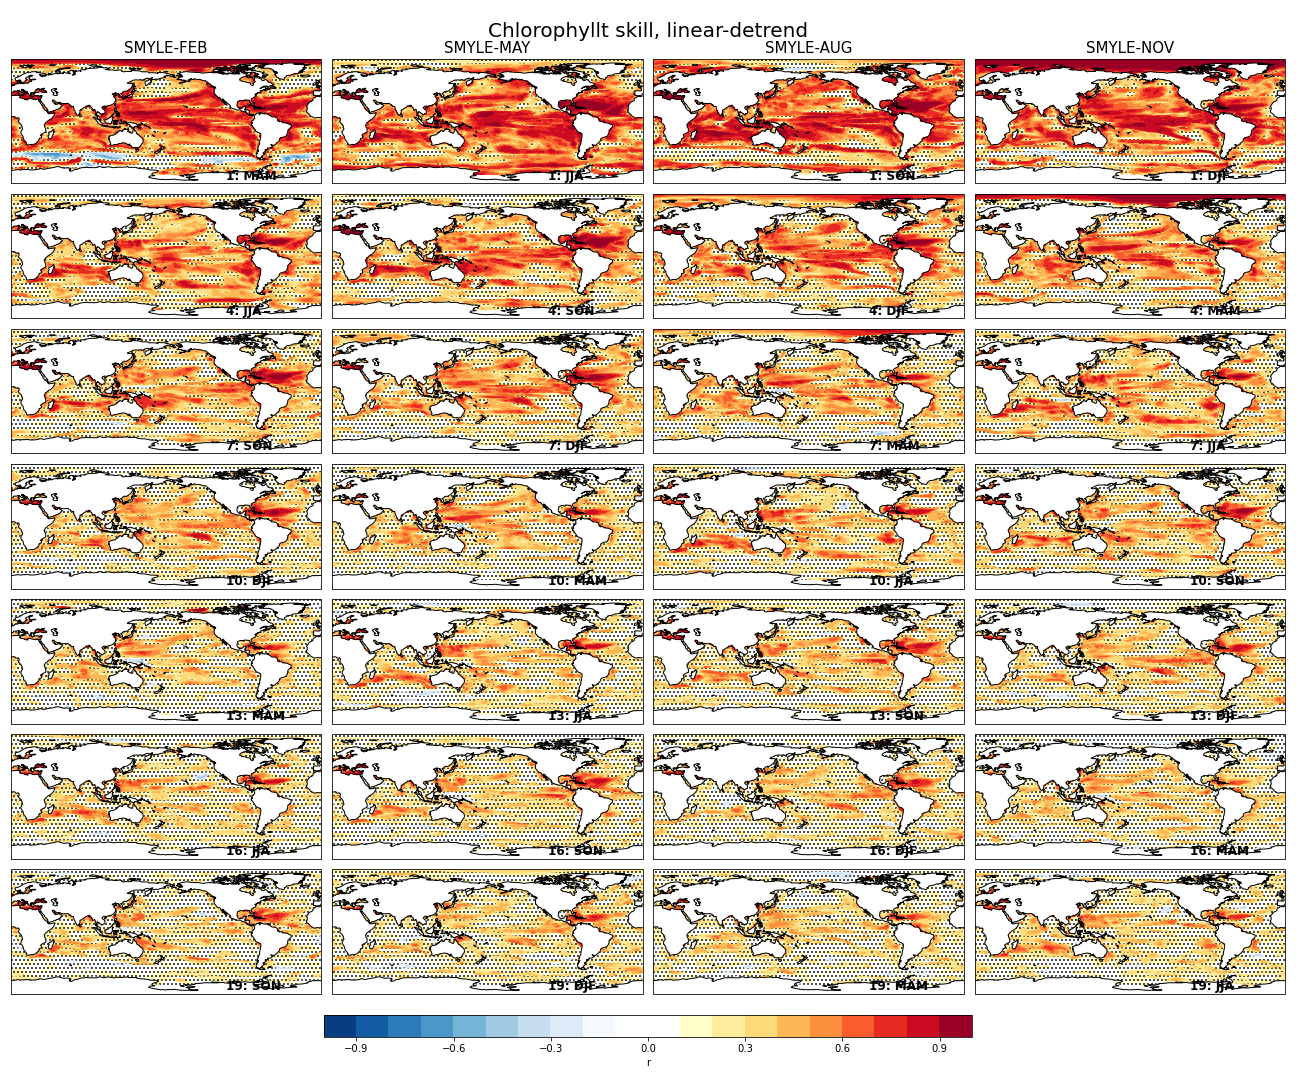 Chlorophyllt skill, linear-detrend
SMYLE-FEB SMYLE-MAY SMYLE-AUG SMYLE-NOV
1: MAM 1: JJA 1: SON 1: DJF
4: JJA 4: SON 4: DJF 4: MAM
7: SON 7: DJF 7: MAM 7: JJA
10: DJF 10: MAM 10: JJA 10: SON
13: MAM 13: JJA 13: SON 13: DJF
16: JJA 16: SON 16: DJF 16: MAM
19: SON 19: DJF 19: MAM 19: JJA
−0.9 −0.6 −0.3 0.0 0.3 0.6 0.9
r